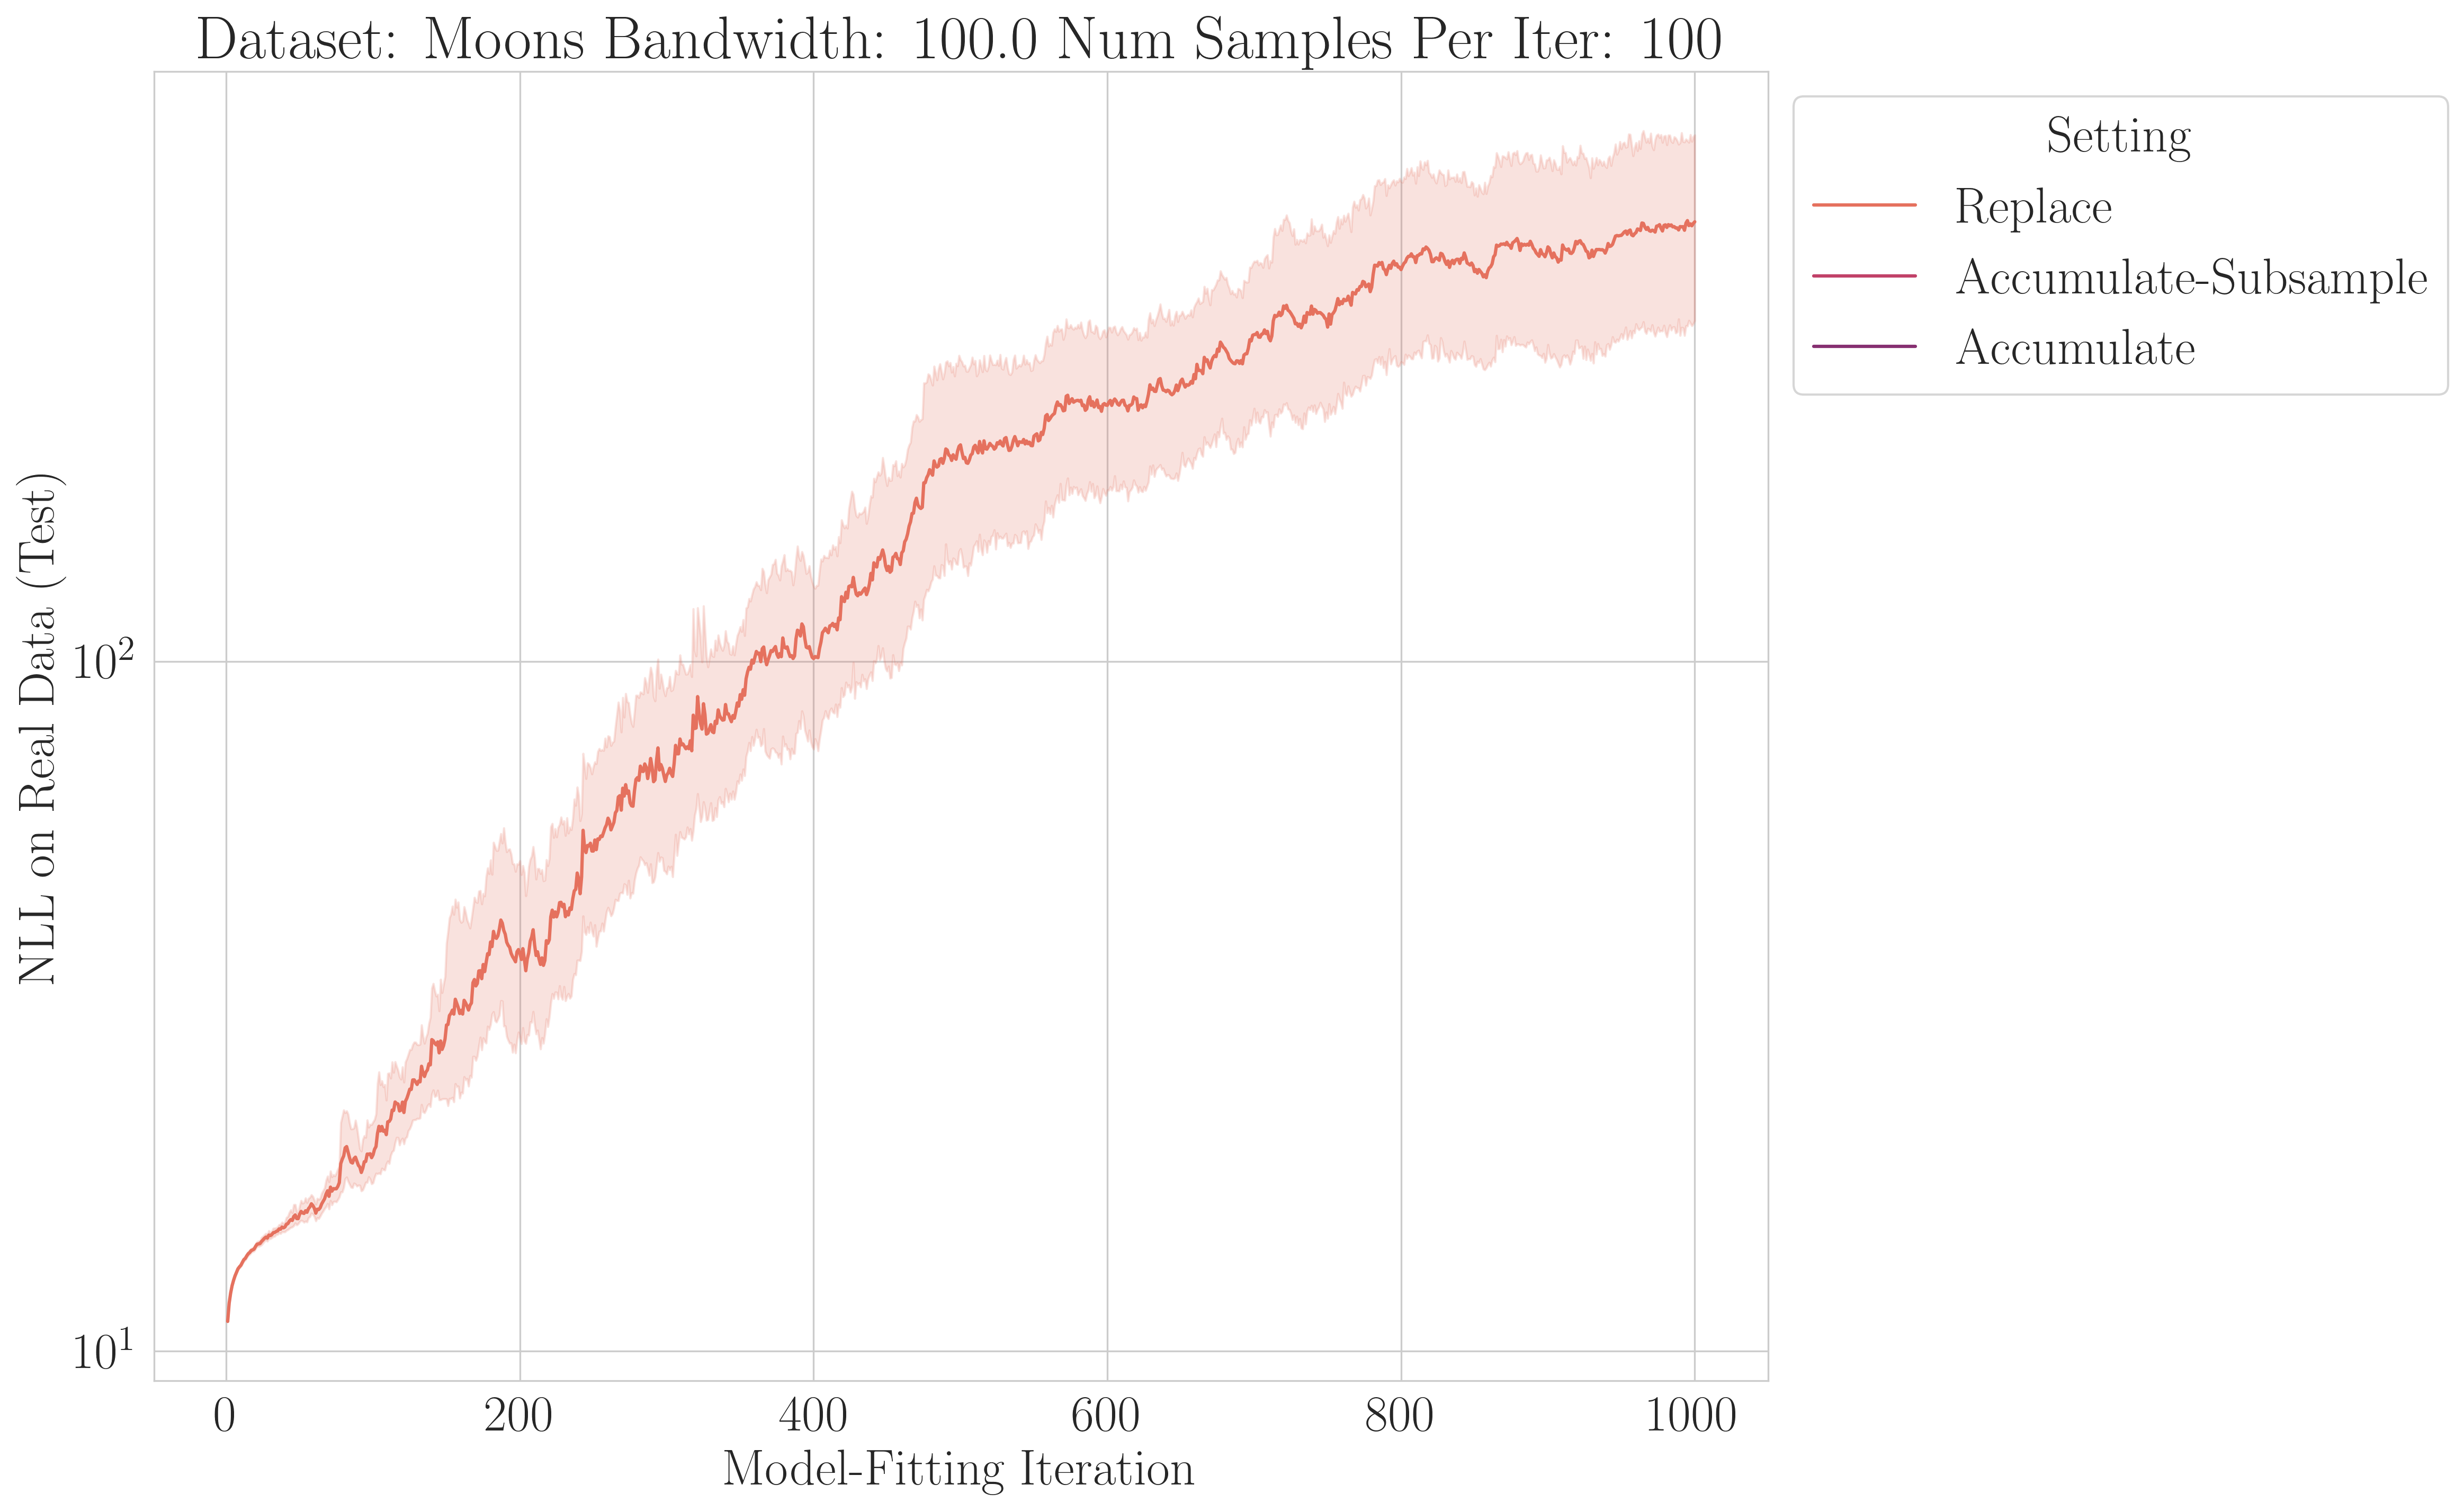 Dataset: Moons Bandwidth: 100.0 Num Samples Per Iter: 100
NLL on Real Data (Test)
10²
10¹
0 200 400 600 800 1000
Model-Fitting Iteration
Setting
Replace
Accumulate-Subsample
Accumulate